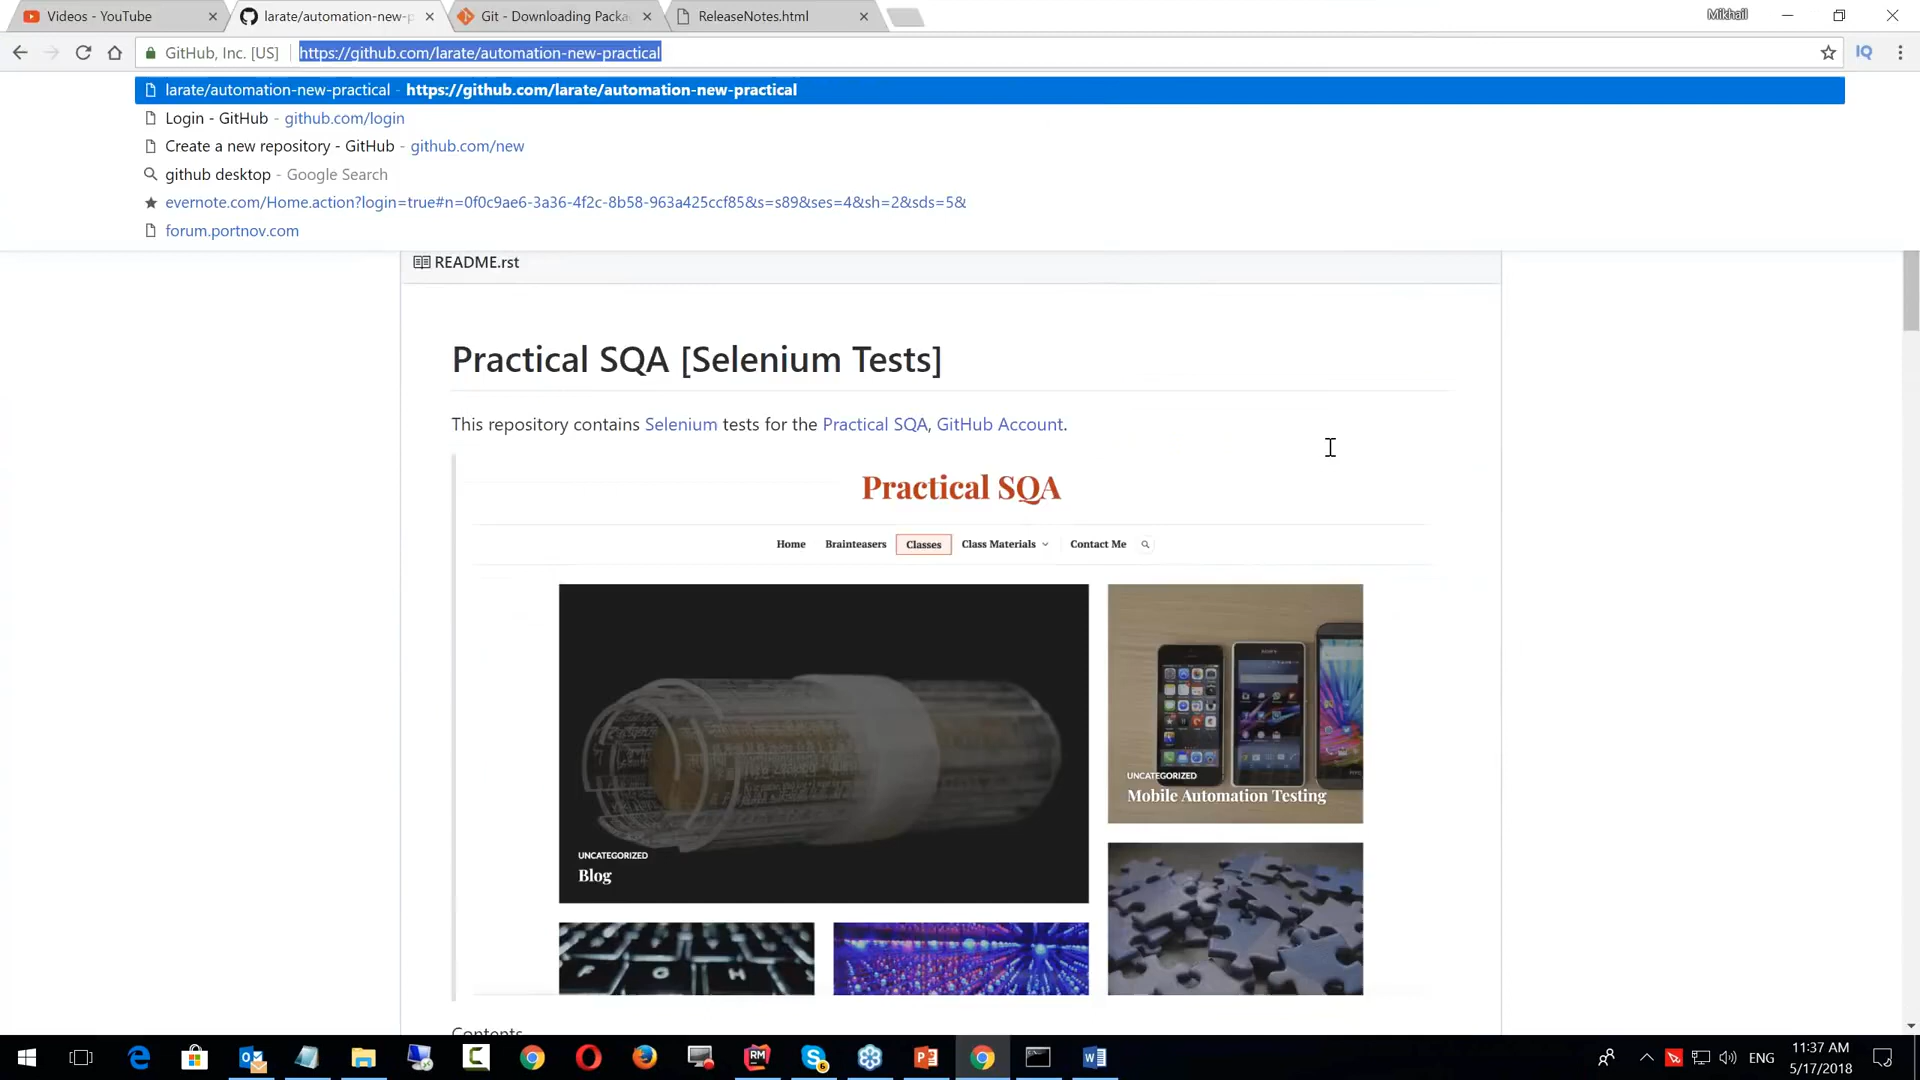 Videos - YouTube
larate/automation-new-p
Git - Downloading Packa
ReleaseNotes.html
Mikhail
GitHub, Inc. [US]
https://github.com/larate/automation-new-practical
IQ
larate/automation-new-practical - https://github.com/larate/automation-new-practical
Login - GitHub - github.com/login
Create a new repository - GitHub - github.com/new
github desktop - Google Search
evernote.com/Home.action?login=true#n=0f0c9ae6-3a36-4f2c-8b58-963a425ccf85&s=s89&ses=4&sh=2&sds=5&
forum.portnov.com
README.rst
Practical SQA [Selenium Tests]
This repository contains Selenium tests for the Practical SQA, GitHub Account.
Practical SQA
Home
Brainteasers
Classes
Class Materials
Contact Me
UNCATEGORIZED
Mobile Automation Testing
UNCATEGORIZED
Blog
F G H
Contents
RM
ENG
11:37 AM
5/17/2018